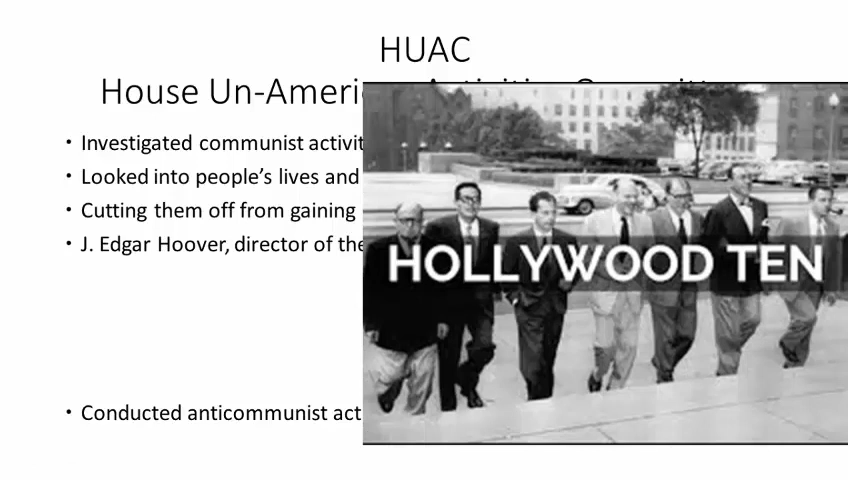 HUAC
House Un-Ameri
• Investigated communist activit
• Looked into people’s lives and
• Cutting them off from gaining
• J. Edgar Hoover, director of the
HOLLYWOOD TEN
• Conducted anticommunist act